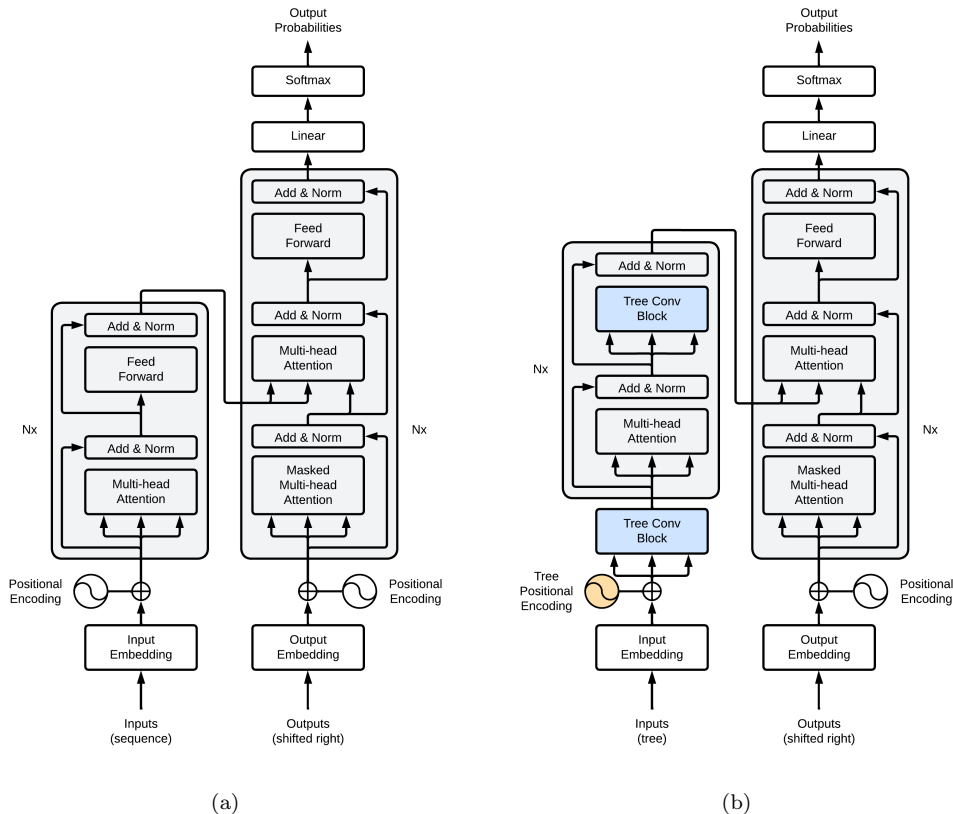 Output
Probabilities
Softmax
Linear
Add & Norm
Feed
Forward
Add & Norm
Multi-head
Attention
Add & Norm
Masked
Multi-head
Attention
Nx
Add & Norm
Feed
Forward
Add & Norm
Multi-head
Attention
Nx
Positional
Encoding
Positional
Encoding
Input
Embedding
Output
Embedding
Inputs
(sequence)
Outputs
(shifted right)
(a)
Output
Probabilities
Softmax
Linear
Add & Norm
Feed
Forward
Add & Norm
Multi-head
Attention
Add & Norm
Masked
Multi-head
Attention
Nx
Add & Norm
Tree Conv
Block
Nx
Add & Norm
Multi-head
Attention
Tree Conv
Block
Tree
Positional
Encoding
Positional
Encoding
Input
Embedding
Output
Embedding
Inputs
(tree)
Outputs
(shifted right)
(b)